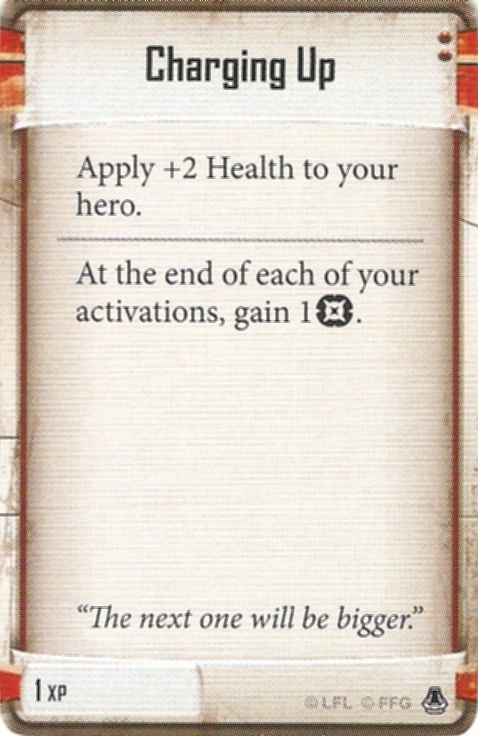 Charging Up
Apply +2 Health to your
hero.
At the end of each of your
activations, gain 1.
“The next one will be bigger.”
1 XP
© LFL © FFG